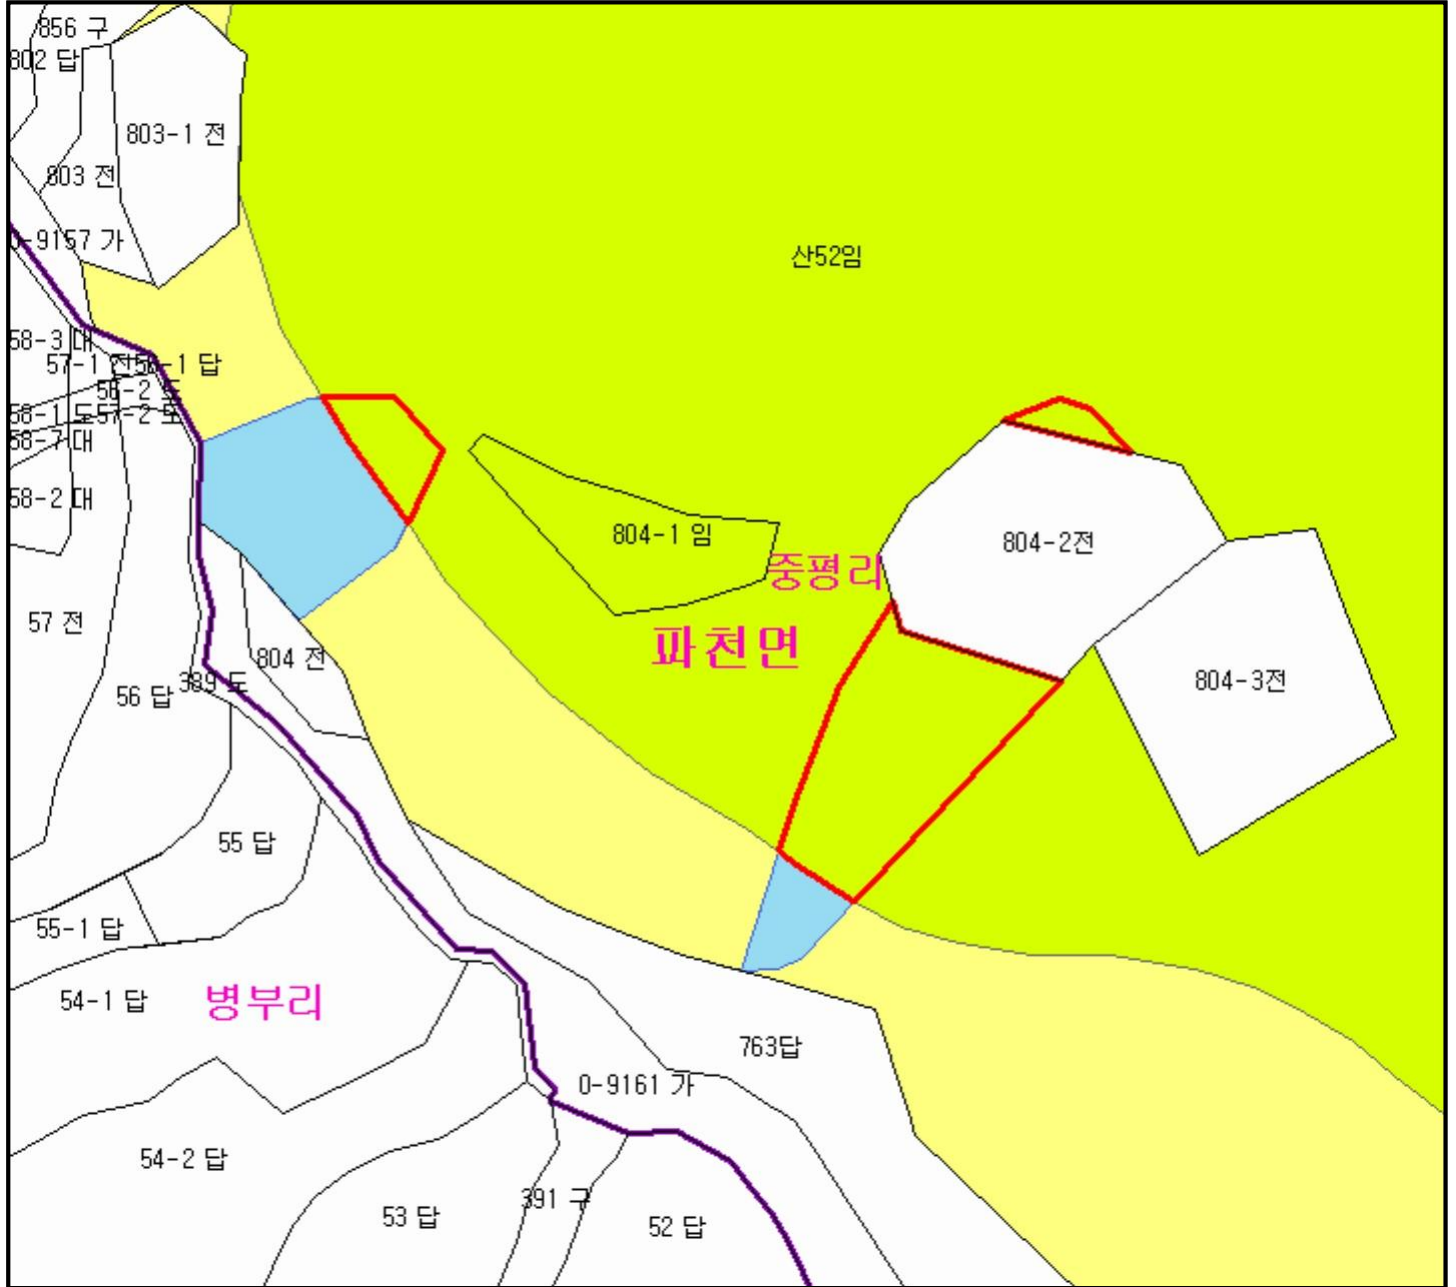 856 구
802 답
803-1 전
803 전
0-9157 가
산52임
58-3 대
57-1 전
56-1 답
56-2 도
58-1 도
57-2 도
58-7 대
58-2 대
804-1 임
804-2전
중평리
57 전
파천면
804 전
804-3전
56 답
389 도
55 답
55-1 답
54-1 답
병부리
763답
0-9161 가
54-2 답
391 구
53 답
52 답